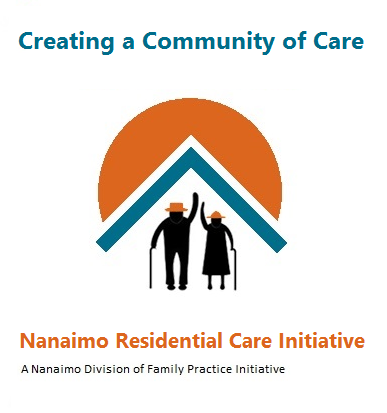 Creating a Community of Care
Nanaimo Residential Care Initiative
A Nanaimo Division of Family Practice Initiative